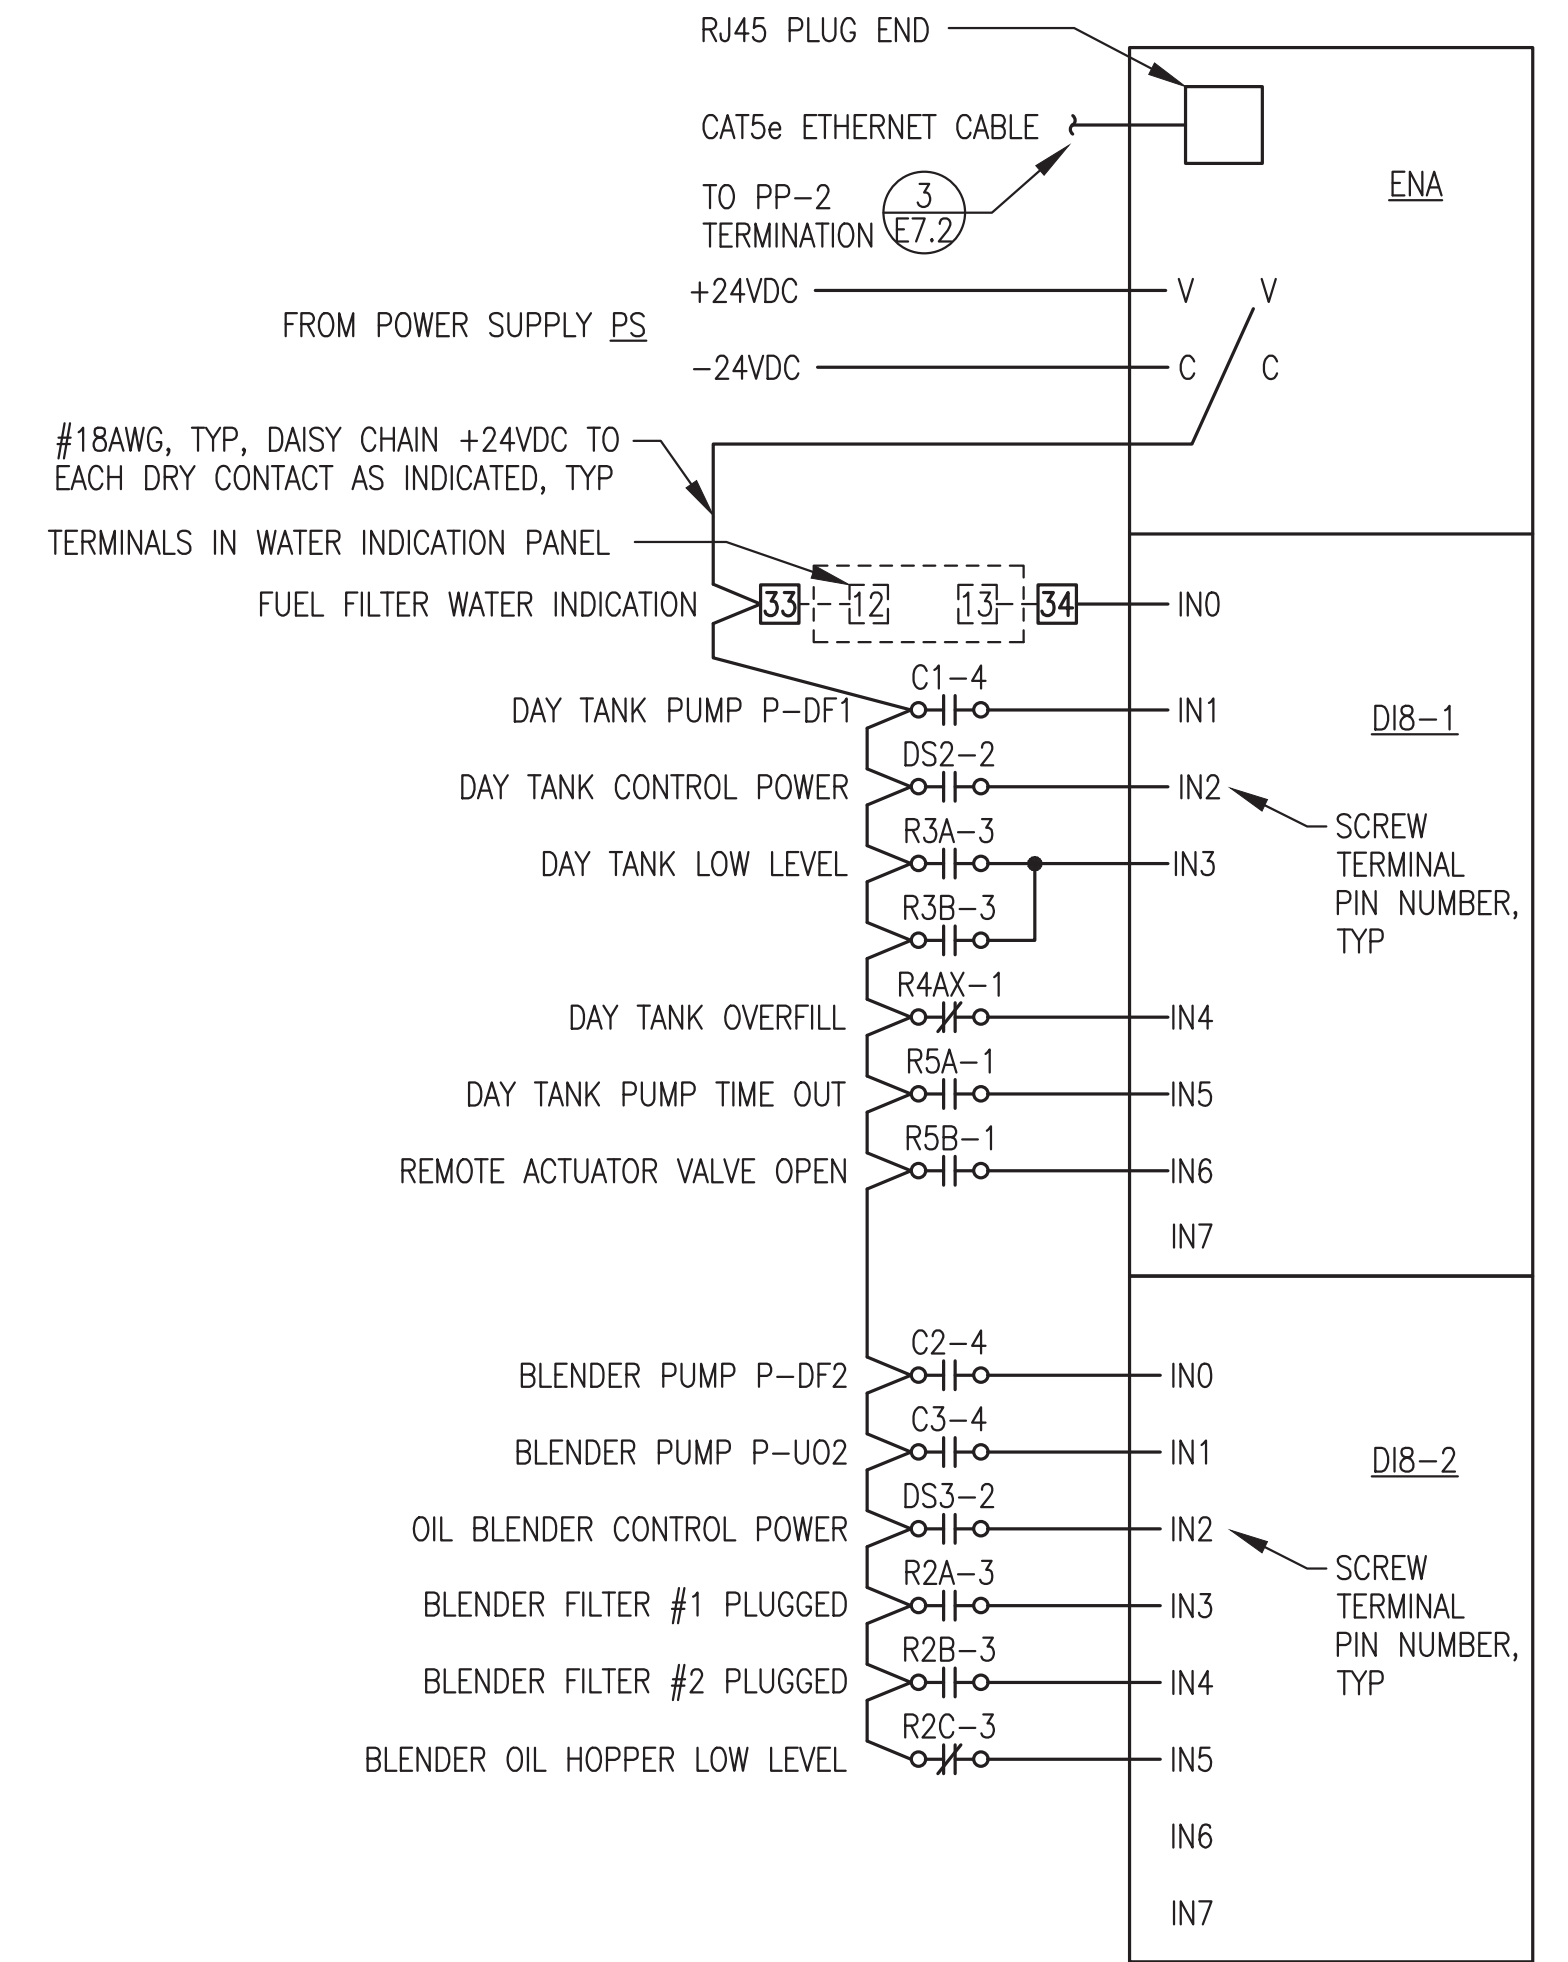 RJ45 PLUG END
CAT5e ETHERNET CABLE
ENA
TO PP-2
TERMINATION
3
E7.2
+24VDC
V V
FROM POWER SUPPLY PS
-24VDC
C C
#18AWG, TYP, DAISY CHAIN +24VDC TO
EACH DRY CONTACT AS INDICATED, TYP
TERMINALS IN WATER INDICATION PANEL
FUEL FILTER WATER INDICATION 33 12 13 34 IN0
C1-4
DAY TANK PUMP P-DF1 IN1
DI8-1
DS2-2
DAY TANK CONTROL POWER IN2
SCREW
TERMINAL
PIN NUMBER,
TYP
R3A-3
DAY TANK LOW LEVEL IN3
R3B-3
R4AX-1
DAY TANK OVERFILL IN4
R5A-1
DAY TANK PUMP TIME OUT IN5
R5B-1
REMOTE ACTUATOR VALVE OPEN IN6
IN7
C2-4
BLENDER PUMP P-DF2 IN0
C3-4
BLENDER PUMP P-UO2 IN1
DI8-2
DS3-2
OIL BLENDER CONTROL POWER IN2
SCREW
TERMINAL
PIN NUMBER,
TYP
R2A-3
BLENDER FILTER #1 PLUGGED IN3
R2B-3
BLENDER FILTER #2 PLUGGED IN4
R2C-3
BLENDER OIL HOPPER LOW LEVEL IN5
IN6
IN7